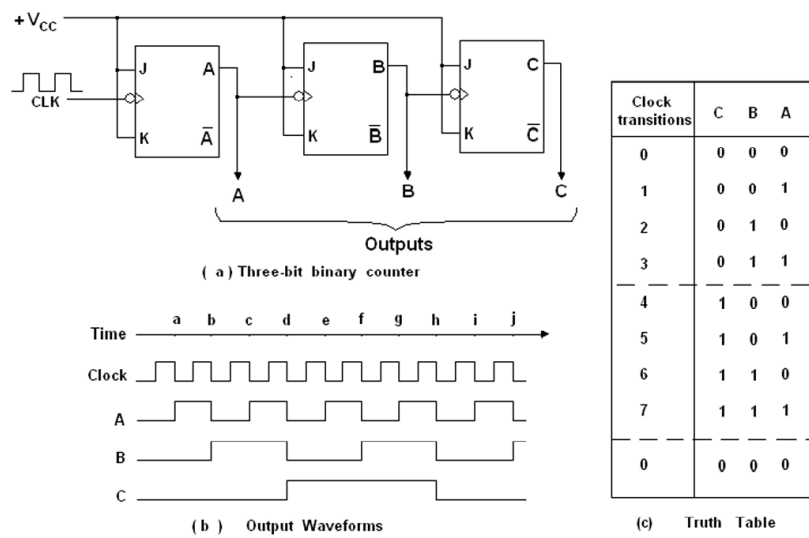 +V_CC
J A J B J C
CLK
K A̅ K B̅ K C̅
A B C
Outputs
( a ) Three-bit binary counter
Time a b c d e f g h i j
Clock
A
B
C
( b ) Output Waveforms
Clock transitions C B A
0 0 0 0
1 0 0 1
2 0 1 0
3 0 1 1
4 1 0 0
5 1 0 1
6 1 1 0
7 1 1 1
0 0 0 0
(c) Truth Table